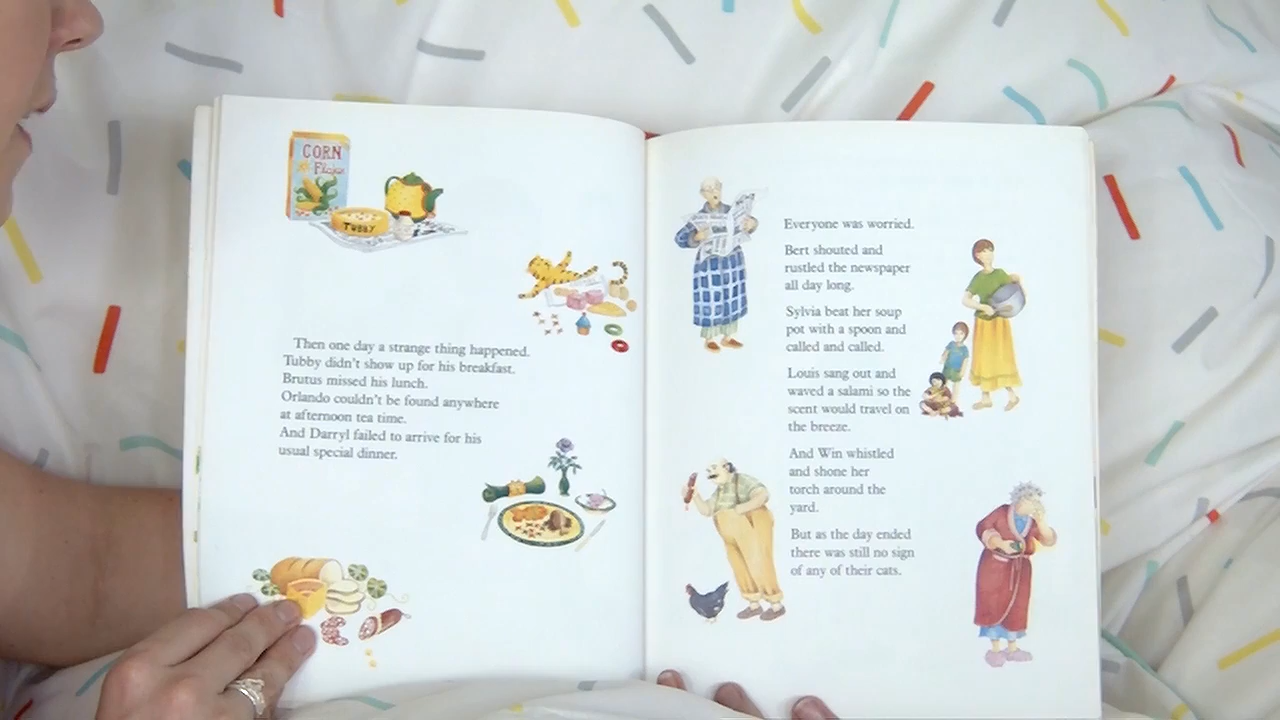 CORN
Flakes
TUBBY
Then one day a strange thing happened.
Tubby didn't show up for his breakfast.
Brutus missed his lunch.
Orlando couldn't be found anywhere
at afternoon tea time.
And Darryl failed to arrive for his
usual special dinner.
Everyone was worried.
Bert shouted and
rustled the newspaper
all day long.
Sylvia beat her soup
pot with a spoon and
called and called.
Louis sang out and
waved a salami so the
scent would travel on
the breeze.
And Win whistled
and shone her
torch around the
yard.
But as the day ended
there was still no sign
of any of their cats.